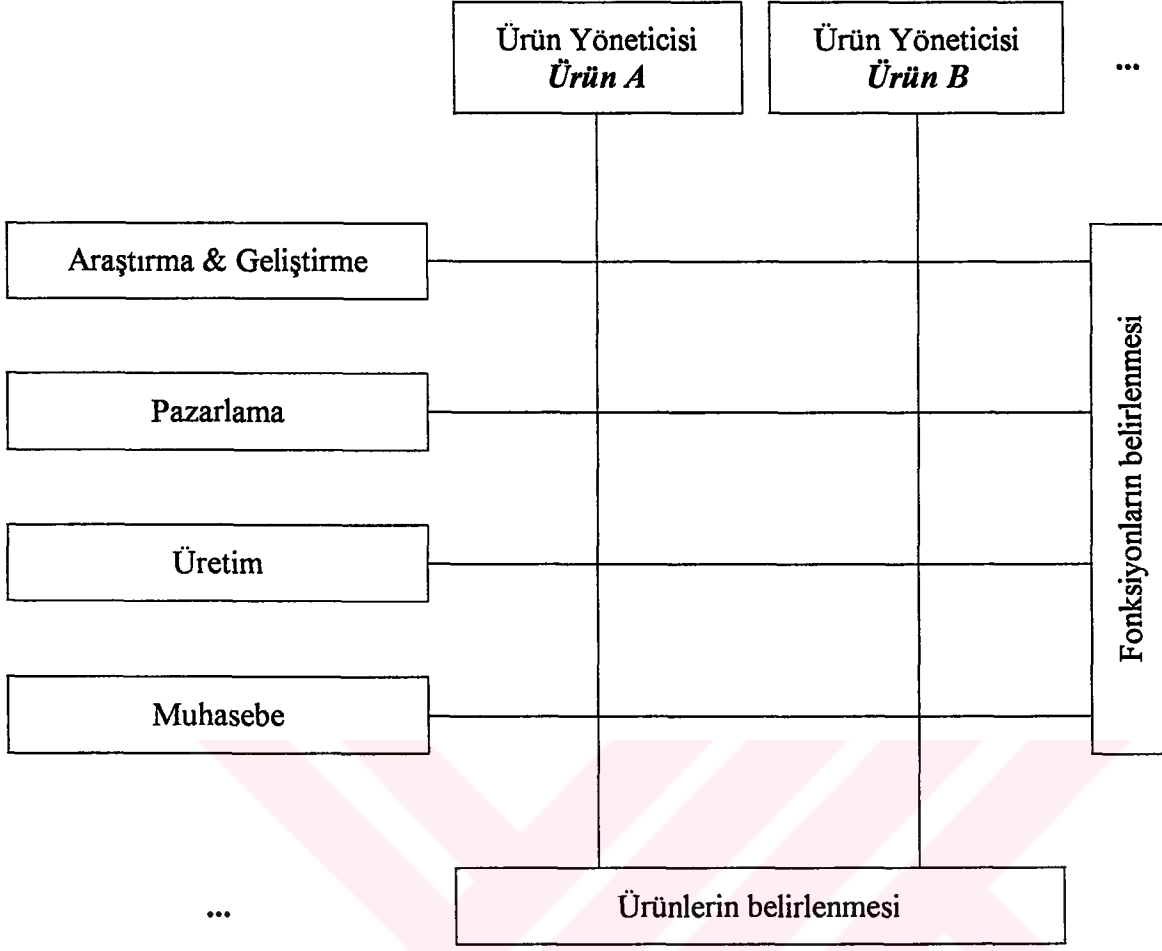 Ürün Yöneticisi
Ürün A
Ürün Yöneticisi
Ürün B
...
Araştırma & Geliştirme
Pazarlama
Üretim
Muhasebe
Fonksiyonların belirlenmesi
...
Ürünlerin belirlenmesi